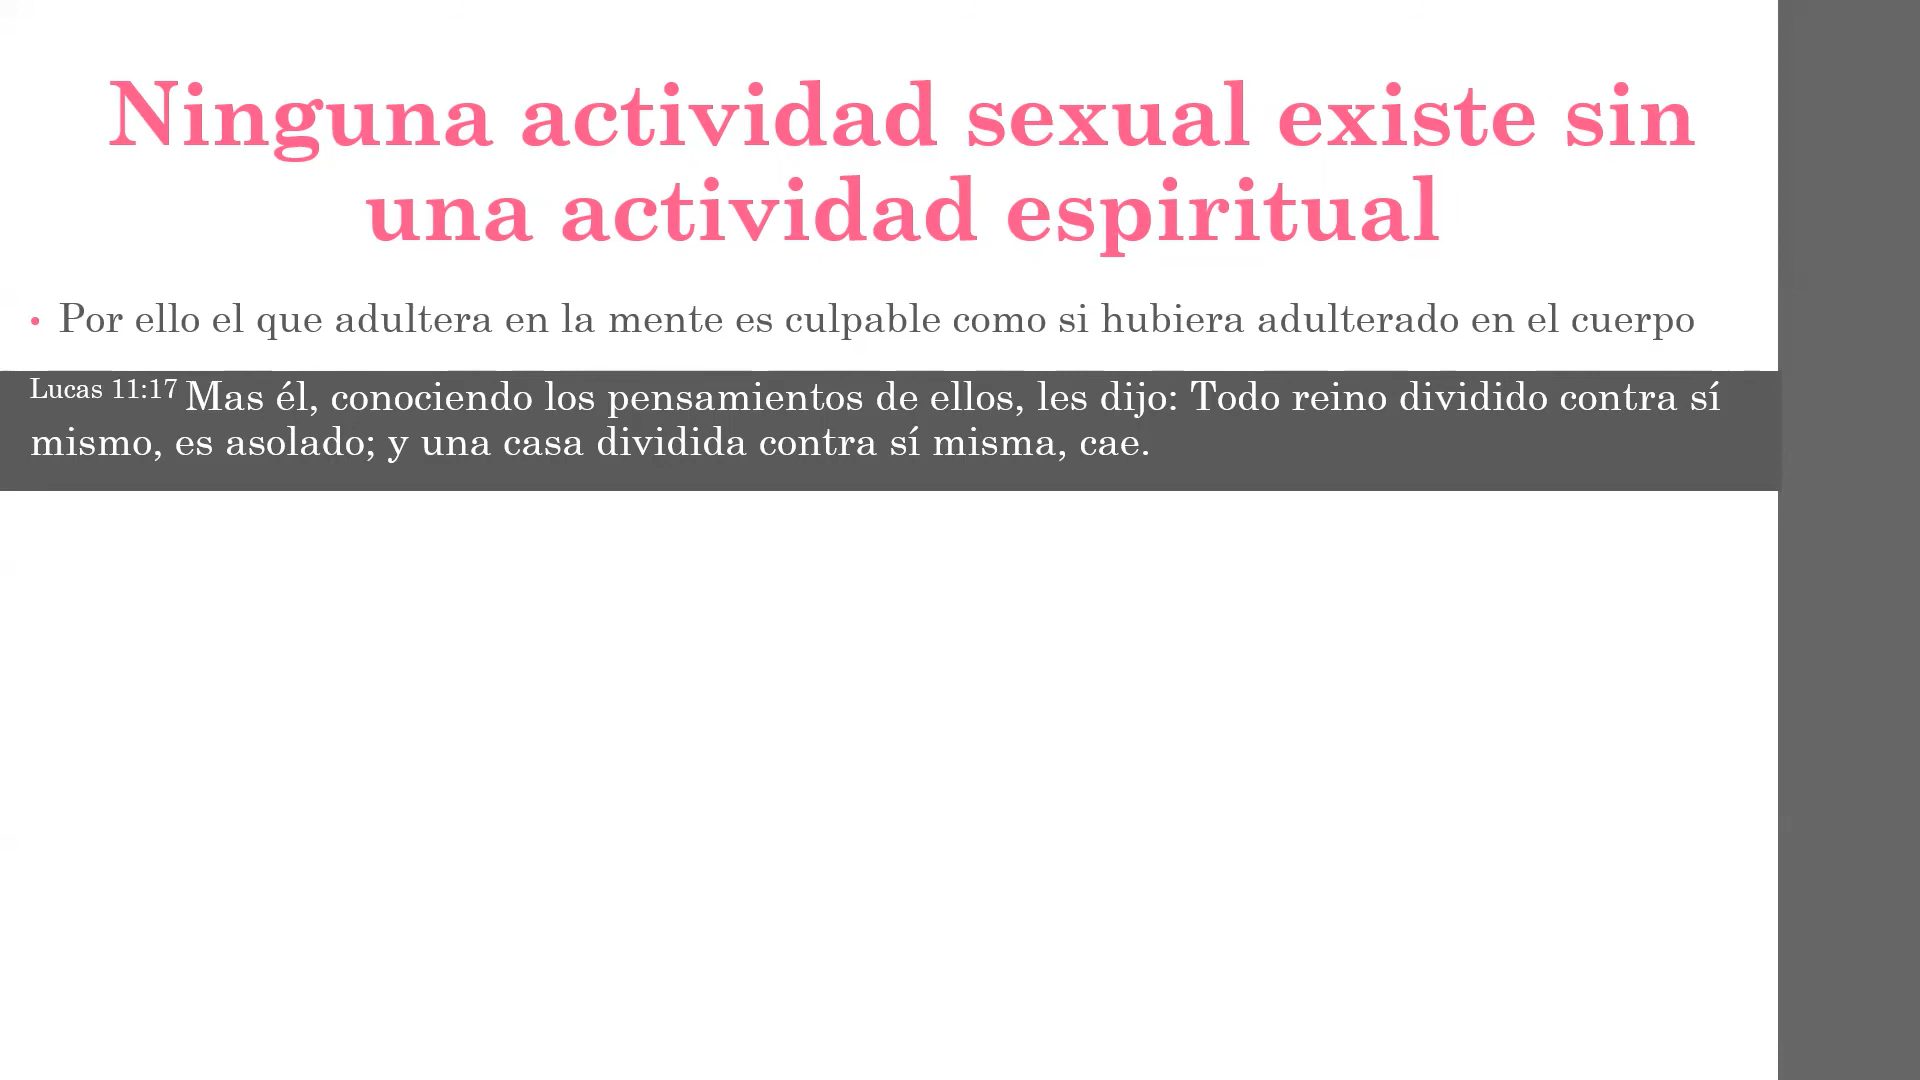 Ninguna actividad sexual existe sin
una actividad espiritual
• Por ello el que adultera en la mente es culpable como si hubiera adulterado en el cuerpo
Lucas 11:17 Mas él, conociendo los pensamientos de ellos, les dijo: Todo reino dividido contra sí
mismo, es asolado; y una casa dividida contra sí misma, cae.